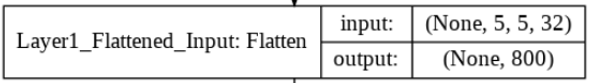 Layer1_Flattened_Input: Flatten
input: (None, 5, 5, 32)
output: (None, 800)